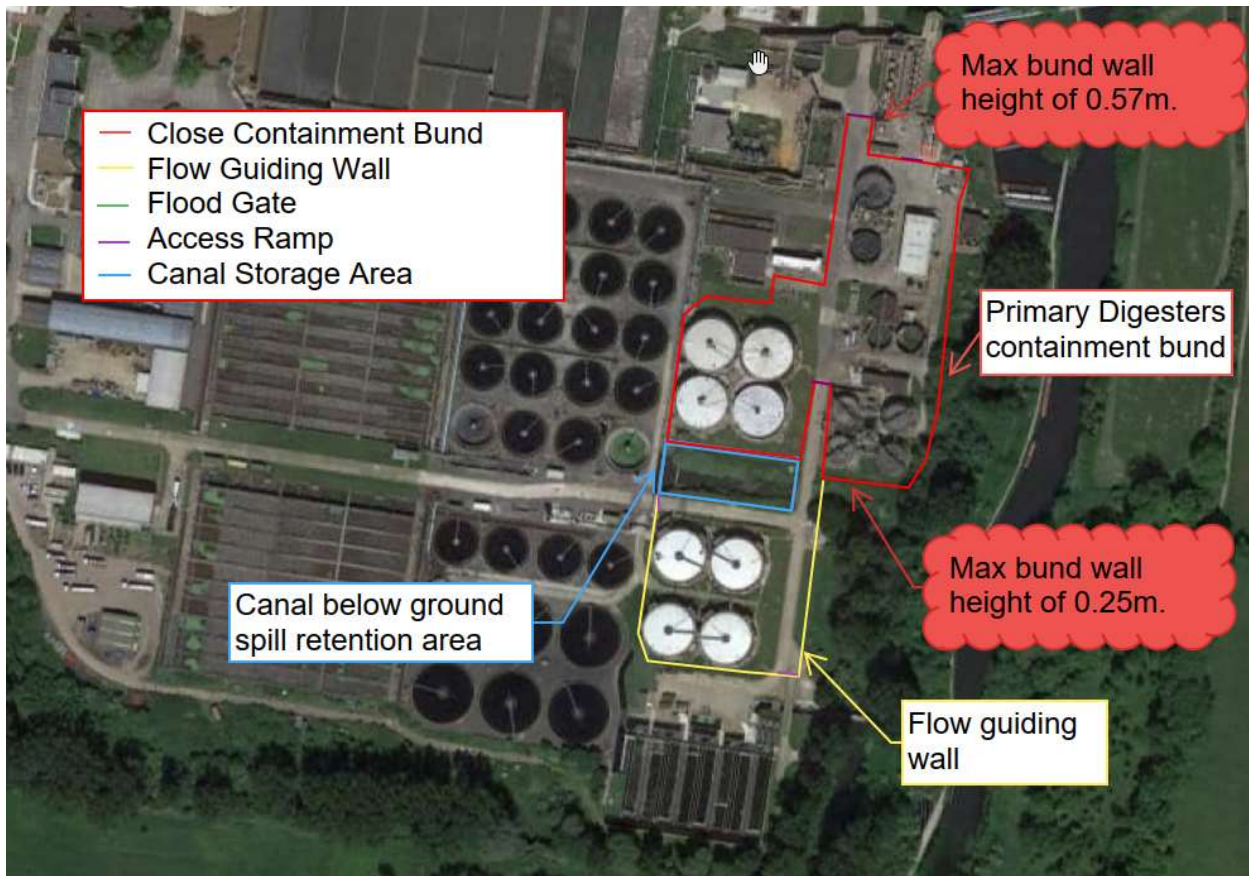 Max bund wall
height of 0.57m.
Close Containment Bund
Flow Guiding Wall
Flood Gate
Access Ramp
Canal Storage Area
Primary Digesters
containment bund
Max bund wall
height of 0.25m.
Canal below ground
spill retention area
Flow guiding
wall